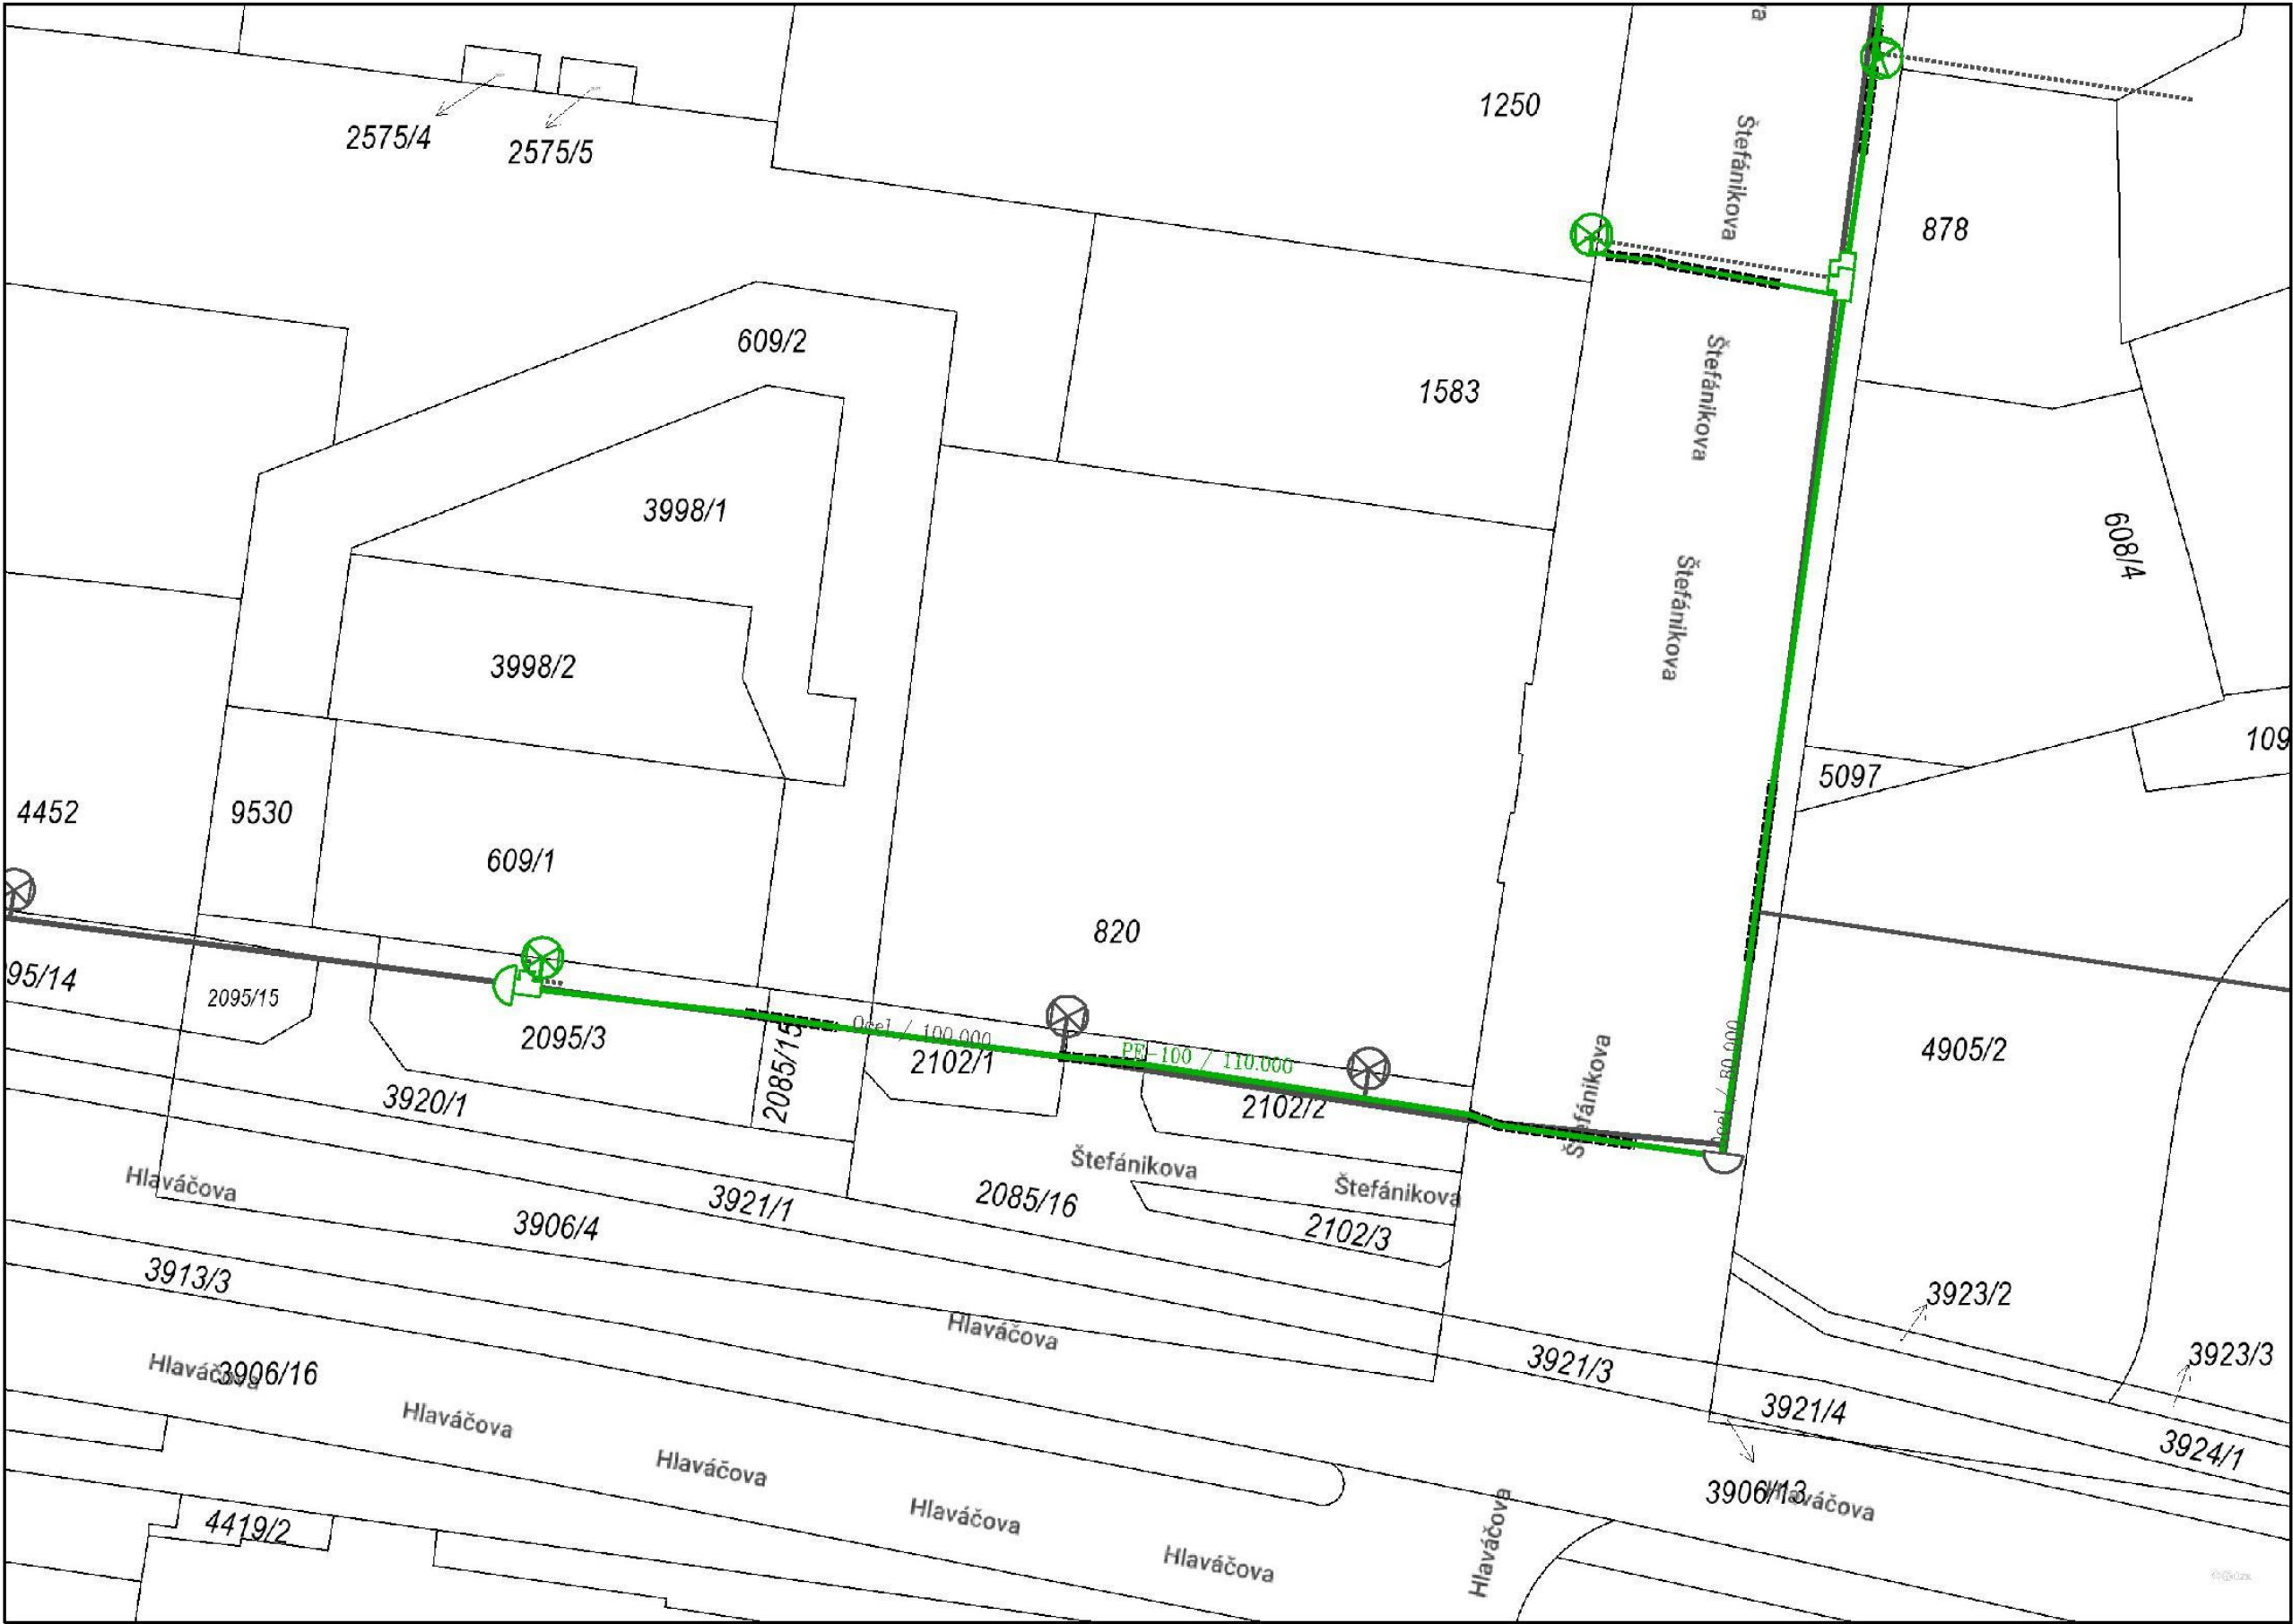 1250
Štefánikova
2575/4
2575/5
878
609/2
Štefánikova
1583
3998/1
608/4
Štefánikova
3998/2
109
5097
4452
9530
609/1
820
95/14
2095/15
2095/3
2085/15
Ocel / 100.000
2102/1
PE-100 / 110.000
2102/2
Štefánikova
/ 80.000
4905/2
3920/1
Štefánikova
Štefánikova
Hlaváčova
3921/1
2085/16
3906/4
2102/3
3913/3
3923/2
Hlaváčova
3921/3
3923/3
Hlaváčova
3906/16
3921/4
Hlaváčova
3924/1
Hlaváčova
3906/13
Hlaváčova
Hlaváčova
4419/2
Hlaváčova
Hlaváčova